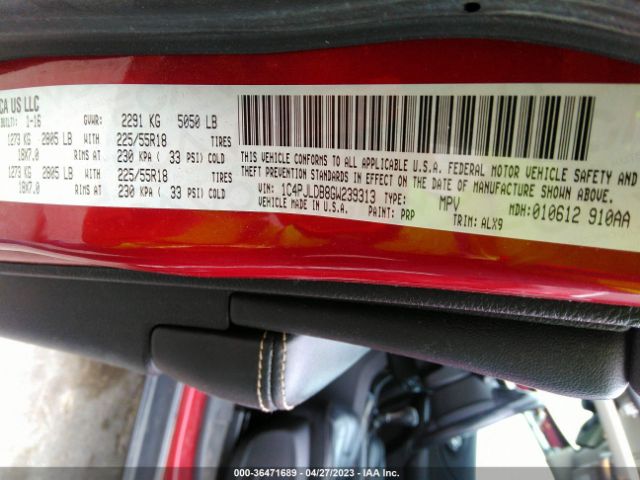 CA US LLC
1-16 GVWR: 2291 KG 5050 LB
1273 KG 2805 LB WITH 225/55R18 TIRES
18X7.0 RIMS AT 230 KPA ( 33 PSI) COLD
1273 KG 2805 LB WITH 225/55R18 TIRES
18X7.0 RIMS AT 230 KPA ( 33 PSI) COLD
THIS VEHICLE CONFORMS TO ALL APPLICABLE U.S.A. FEDERAL MOTOR VEHICLE SAFETY
THEFT PREVENTION STANDARDS IN EFFECT ON THE DATE OF MANUFACTURE SHOWN ABOVE.
VIN: 1C4PJLDB8GW239313 TYPE: MPV MDH:010612 910AA
VEHICLE MADE IN U.S.A. PAINT: PRP TRIM: ALX9
000-36471689 - 04/27/2023 - IAA Inc.